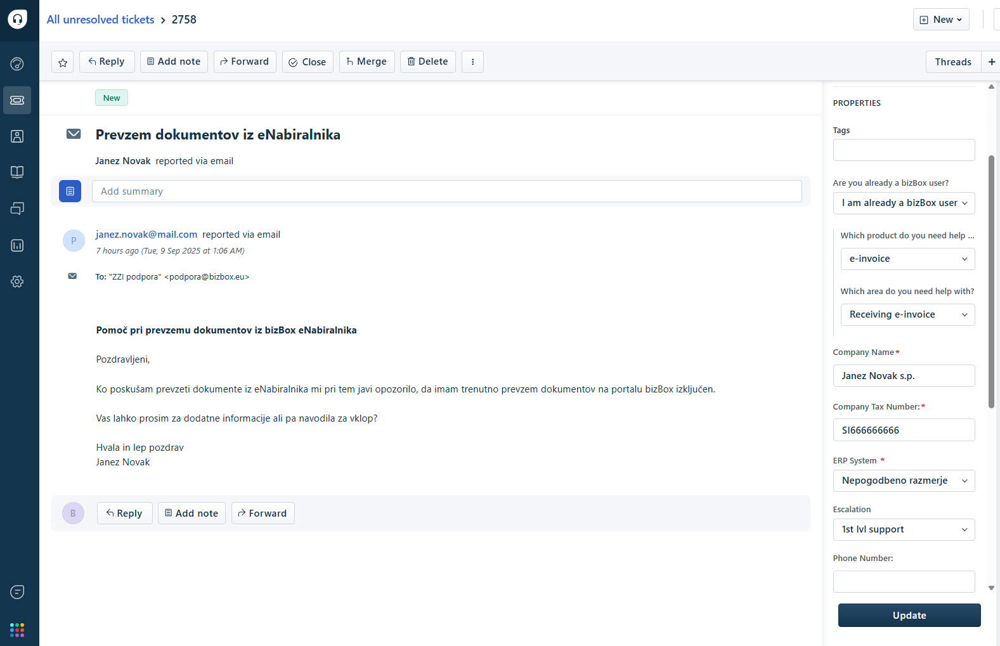 All unresolved tickets > 2758
New
Reply
Add note
Forward
Close
Merge
Delete
Threads
New
Prevzem dokumentov iz eNabiralnika
Janez Novak reported via email
Add summary
P
janez.novak@mail.com reported via email
7 hours ago (Tue, 9 Sep 2025 at 1:06 AM)
To: "ZZI podpora" <podpora@bizbox.eu>
Pomoč pri prevzemu dokumentov iz bizBox eNabiralnika
Pozdravljeni,
Ko poskušam prevzeti dokumente iz eNabiralnika mi pri tem javi opozorilo, da imam trenutno prevzem dokumentov na portalu bizBox izključen.
Vas lahko prosim za dodatne informacije ali pa navodila za vklop?
Hvala in lep pozdrav
Janez Novak
B
Reply
Add note
Forward
PROPERTIES
Tags
Are you already a bizBox user?
I am already a bizBox user
Which product do you need help ...
e-invoice
Which area do you need help with?
Receiving e-invoice
Company Name*
Janez Novak s.p.
Company Tax Number:*
SI666666666
ERP System *
Nepogodbeno razmerje
Escalation
1st lvl support
Phone Number:
Update